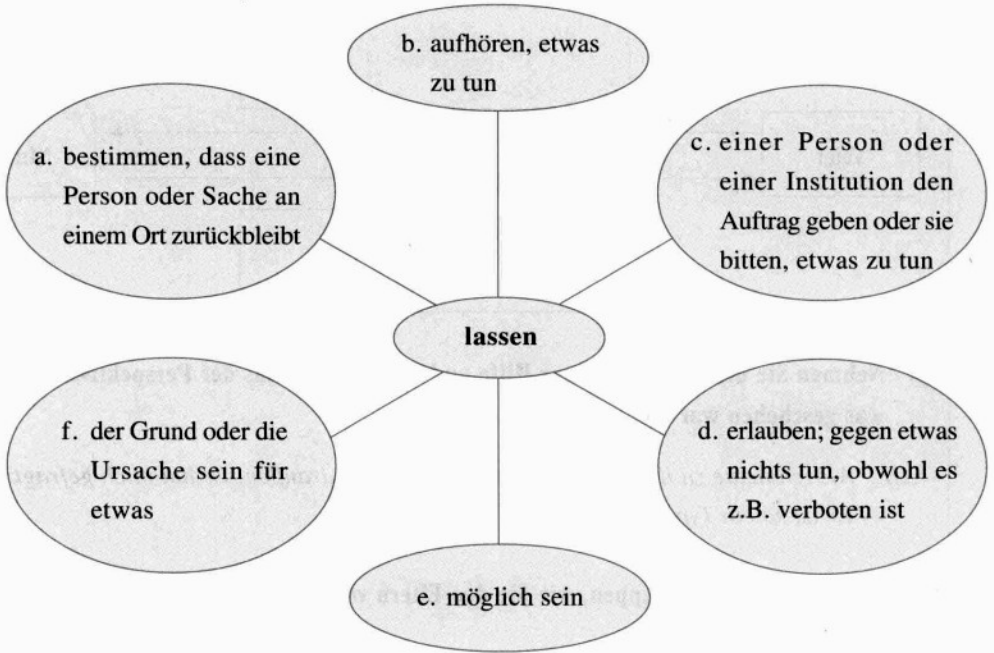 b. aufhören, etwas
zu tun
a. bestimmen, dass eine
Person oder Sache an
einem Ort zurückbleibt
c. einer Person oder
einer Institution den
Auftrag geben oder sie
bitten, etwas zu tun
lassen
f. der Grund oder die
Ursache sein für
etwas
d. erlauben; gegen etwas
nichts tun, obwohl es
z.B. verboten ist
e. möglich sein